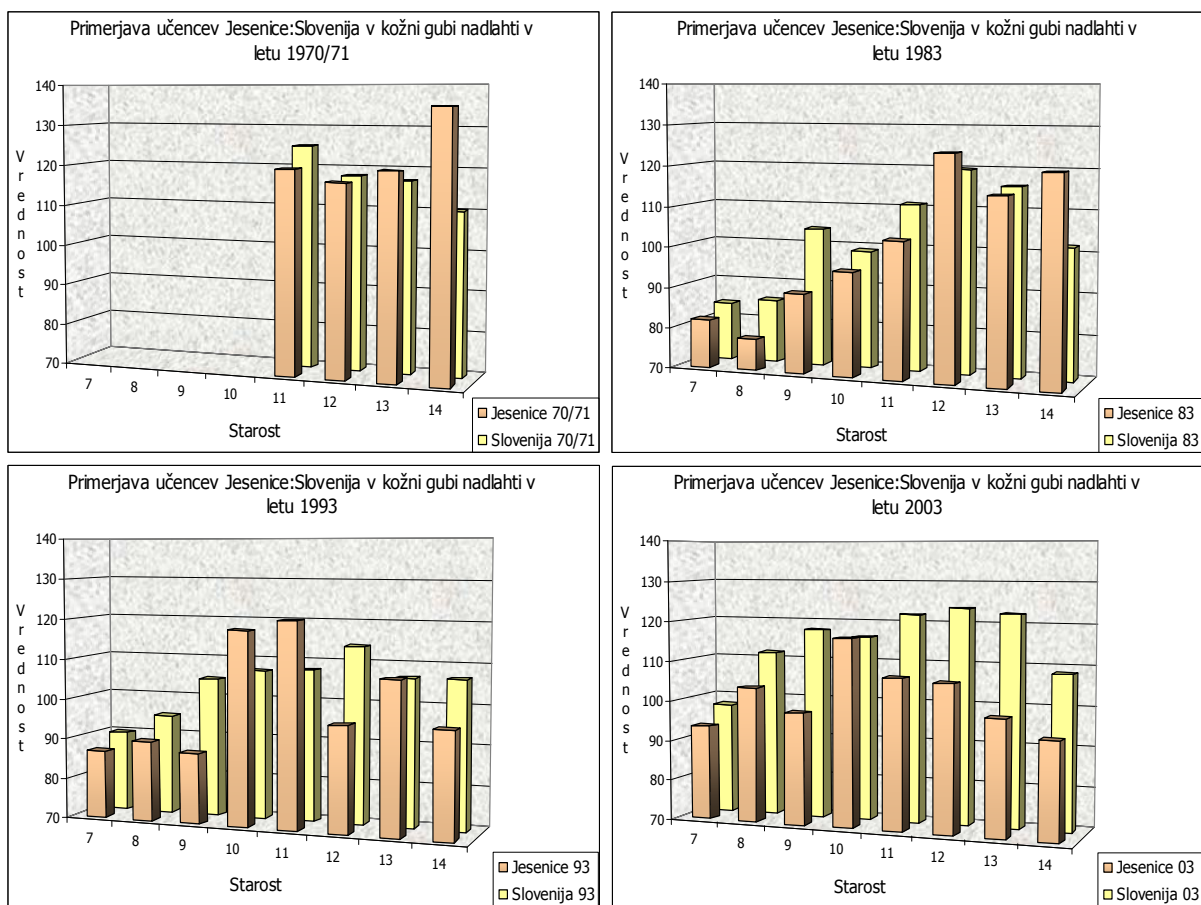 Primerjava učencev Jesenice:Slovenija v kožni gubi nadlahti v
letu 1970/71
140
130
120
110
100
90
80
70
Vrednost
7 8 9 10 11 12 13 14
Starost
Jesenice 70/71
Slovenija 70/71
Primerjava učencev Jesenice:Slovenija v kožni gubi nadlahti v
letu 1983
140
130
120
110
100
90
80
70
Vrednost
7 8 9 10 11 12 13 14
Starost
Jesenice 83
Slovenija 83
Primerjava učencev Jesenice:Slovenija v kožni gubi nadlahti v
letu 1993
140
130
120
110
100
90
80
70
Vrednost
7 8 9 10 11 12 13 14
Starost
Jesenice 93
Slovenija 93
Primerjava učencev Jesenice:Slovenija v kožni gubi nadlahti v
letu 2003
140
130
120
110
100
90
80
70
Vrednost
7 8 9 10 11 12 13 14
Starost
Jesenice 03
Slovenija 03